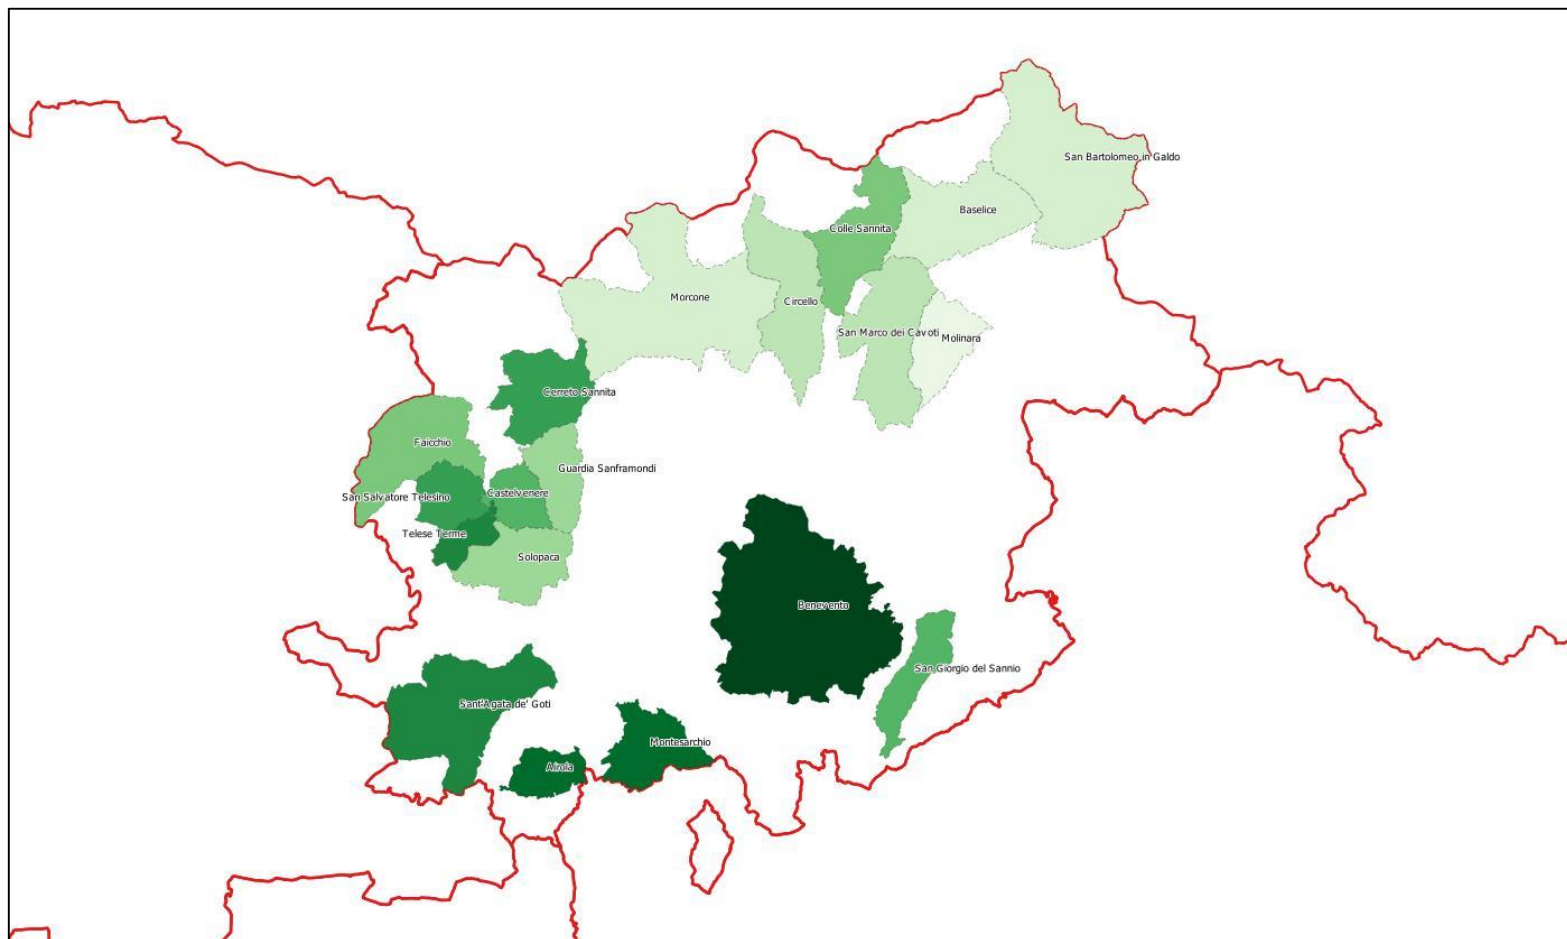 San Bartolomeo in Galdo
Baselice
Colle Sannita
Morcone
Circello
San Marco dei Cavoti
Molinara
Cerreto Sannita
Faicchio
Guardia Sanframondi
San Salvatore Telesino
Castelvenere
Telese Terme
Solopaca
Benevento
San Giorgio del Sannio
Sant'Agata de' Goti
Montesarchio
Airola